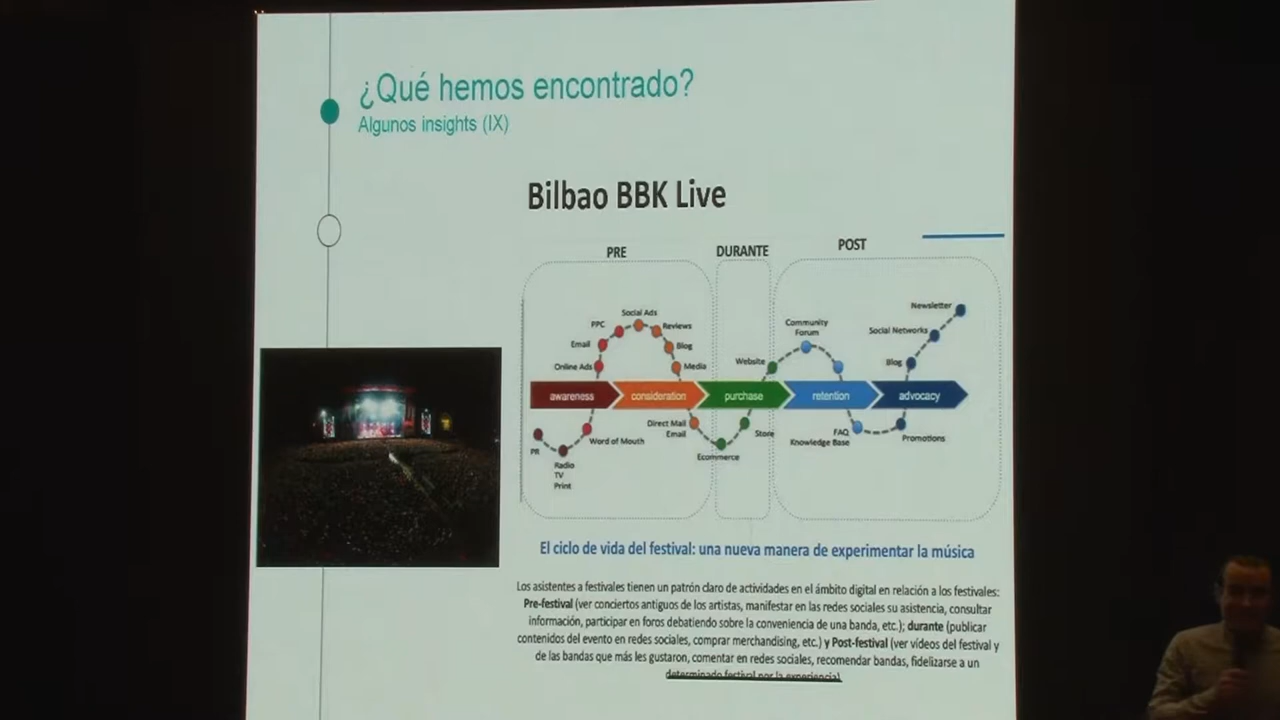 ¿Qué hemos encontrado?
Algunos insights (IX)
Bilbao BBK Live
PRE
DURANTE
POST
Social Ads
PPC
Reviews
Email
Blog
Online Ads
Media
Website
Community
Forum
Newsletter
Social Networks
Blog
awareness
consideration
purchase
retention
advocacy
PR
Radio
TV
Print
Word of Mouth
Direct Mail
Email
Ecommerce
Store
FAQ
Knowledge Base
Promotions
El ciclo de vida del festival: una nueva manera de experimentar la música
Los asistentes a festivales tienen un patrón claro de actividades en el ámbito digital en relación a los festivales:
Pre-festival (ver conciertos antiguos de los artistas, manifestar en las redes sociales su asistencia, consultar
información, participar en foros debatiendo sobre la conveniencia de una banda, etc.); durante (publicar
contenidos del evento en redes sociales, comprar merchandising, etc.) y Post-festival (ver vídeos del festival y
de las bandas que más les gustaron, comentar en redes sociales, recomendar bandas, fidelizarse a un
determinado festival por la experiencia)